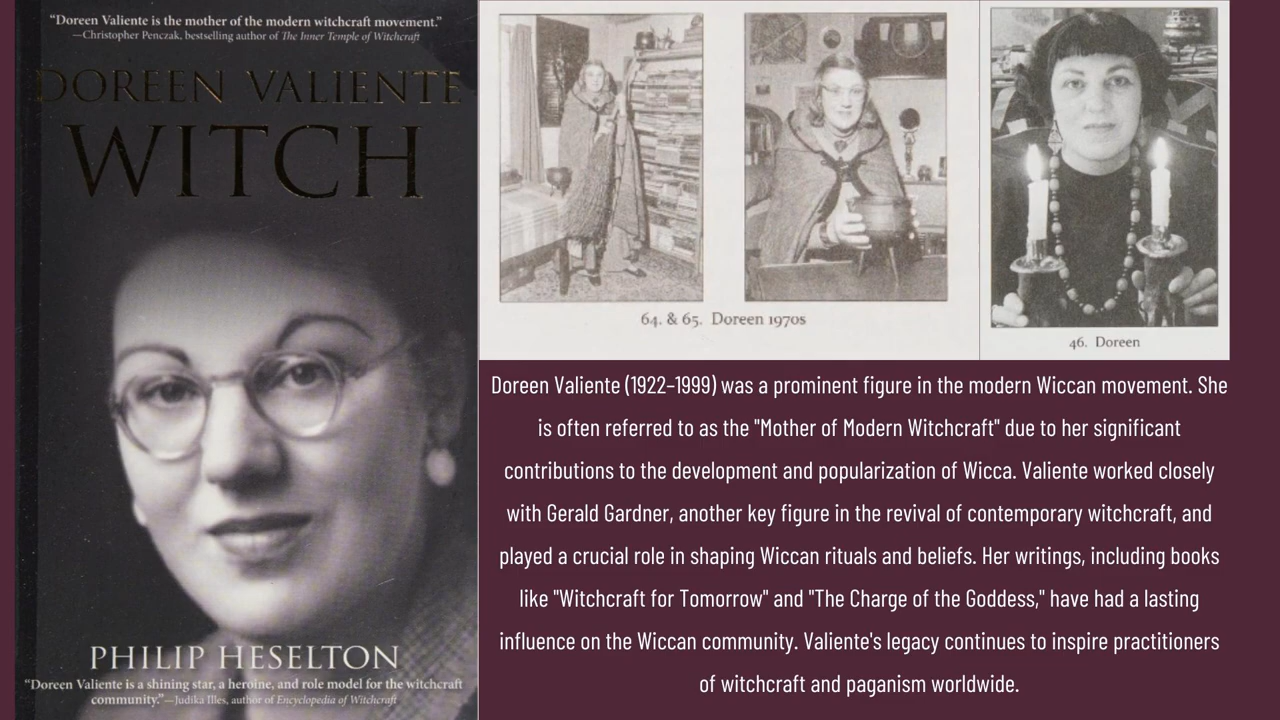 “Doreen Valiente is the mother of the modern witchcraft movement.”
—Christopher Penczak, bestselling author of The Inner Temple of Witchcraft
DOREEN VALIENTE
WITCH
PHILIP HESELTON
“Doreen Valiente is a shining star, a heroine, and role model for the witchcraft
community.”—Judika Illes, author of Encyclopedia of Witchcraft
64. & 65. Doreen 1970s
46. Doreen
Doreen Valiente (1922–1999) was a prominent figure in the modern Wiccan movement. She
is often referred to as the "Mother of Modern Witchcraft" due to her significant
contributions to the development and popularization of Wicca. Valiente worked closely
with Gerald Gardner, another key figure in the revival of contemporary witchcraft, and
played a crucial role in shaping Wiccan rituals and beliefs. Her writings, including books
like "Witchcraft for Tomorrow" and "The Charge of the Goddess," have had a lasting
influence on the Wiccan community. Valiente's legacy continues to inspire practitioners
of witchcraft and paganism worldwide.